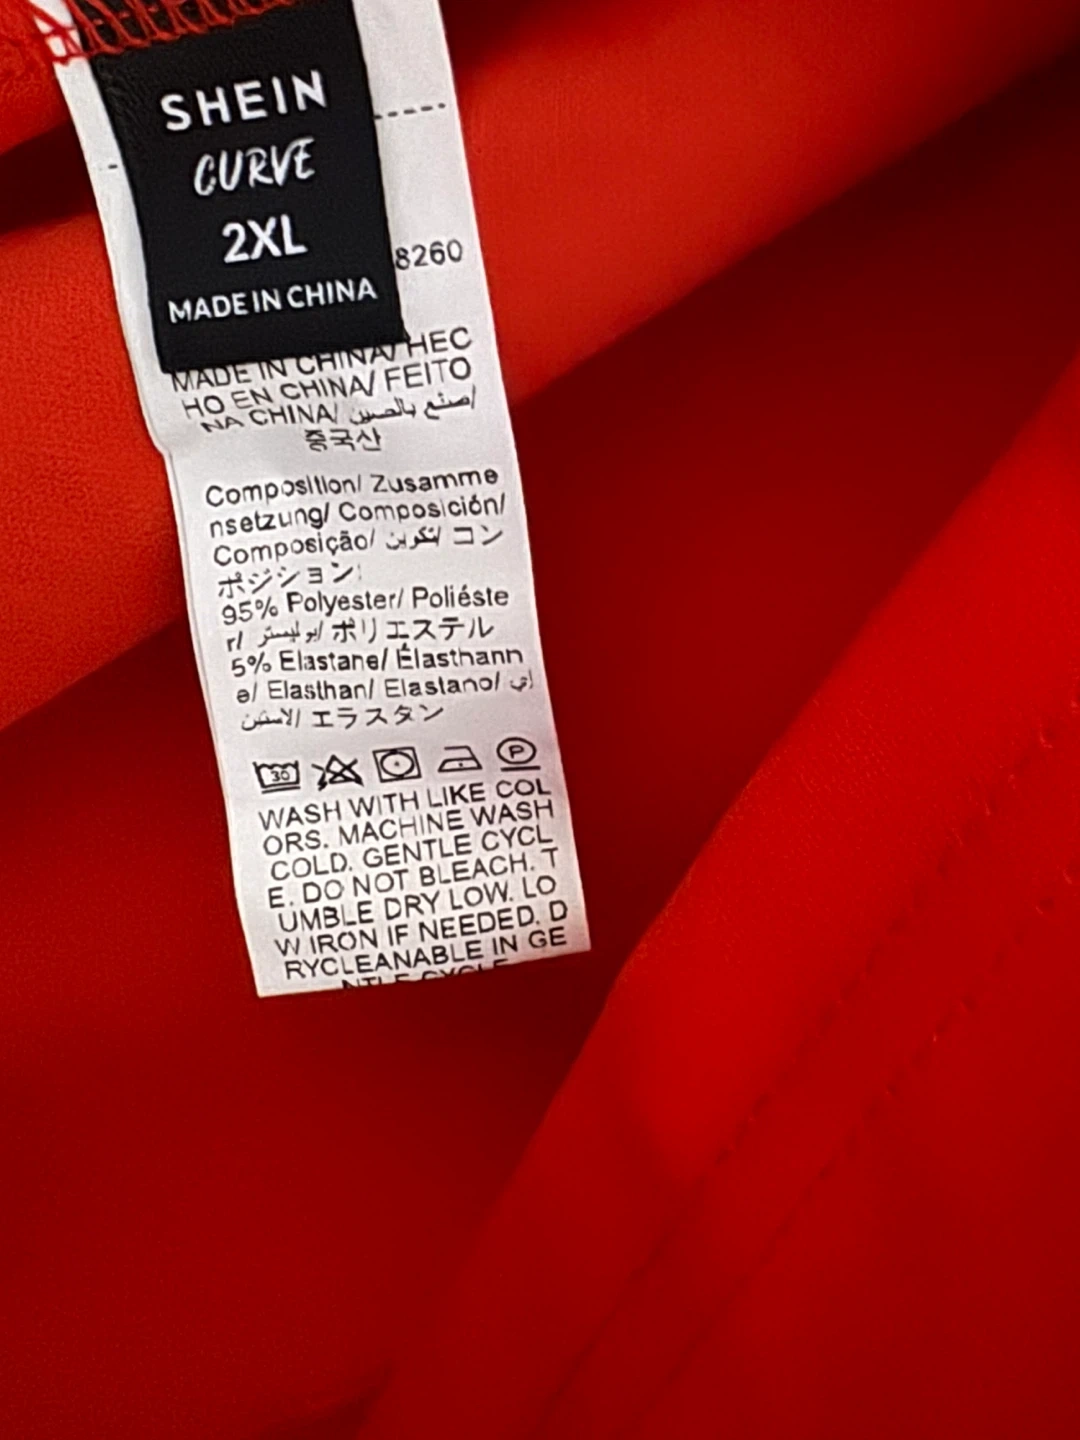 SHEIN
CURVE
2XL
MADE IN CHINA
8260
MADE IN CHINA/ HEC
HO EN CHINA/ FEITO
NA CHINA/ صنع بالصين/
중국산
Composition/ Zusamme
nsetzung/ Composición/
Composição/ تكوين/ コン
ポジション:
95% Polyester/ Poliéste
r/ بوليستر/ ポリエステル
5% Elastane/ Élasthann
e/ Elasthan/ Elastano/ إي
لاستين/ エラスタン
30 P
WASH WITH LIKE COL
ORS. MACHINE WASH
COLD. GENTLE CYCL
E. DO NOT BLEACH. T
UMBLE DRY LOW. LO
W IRON IF NEEDED. D
RYCLEANABLE IN GE
NTLE CYCLE